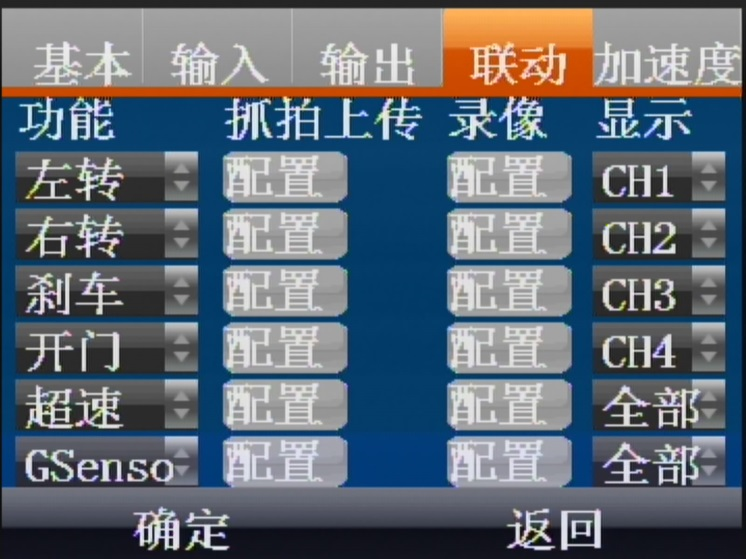 基本 输入 输出 联动 加速度
功能 抓拍上传 录像 显示
左转 配置 配置 CH1
右转 配置 配置 CH2
刹车 配置 配置 CH3
开门 配置 配置 CH4
超速 配置 配置 全部
GSenso 配置 配置 全部
确定 返回